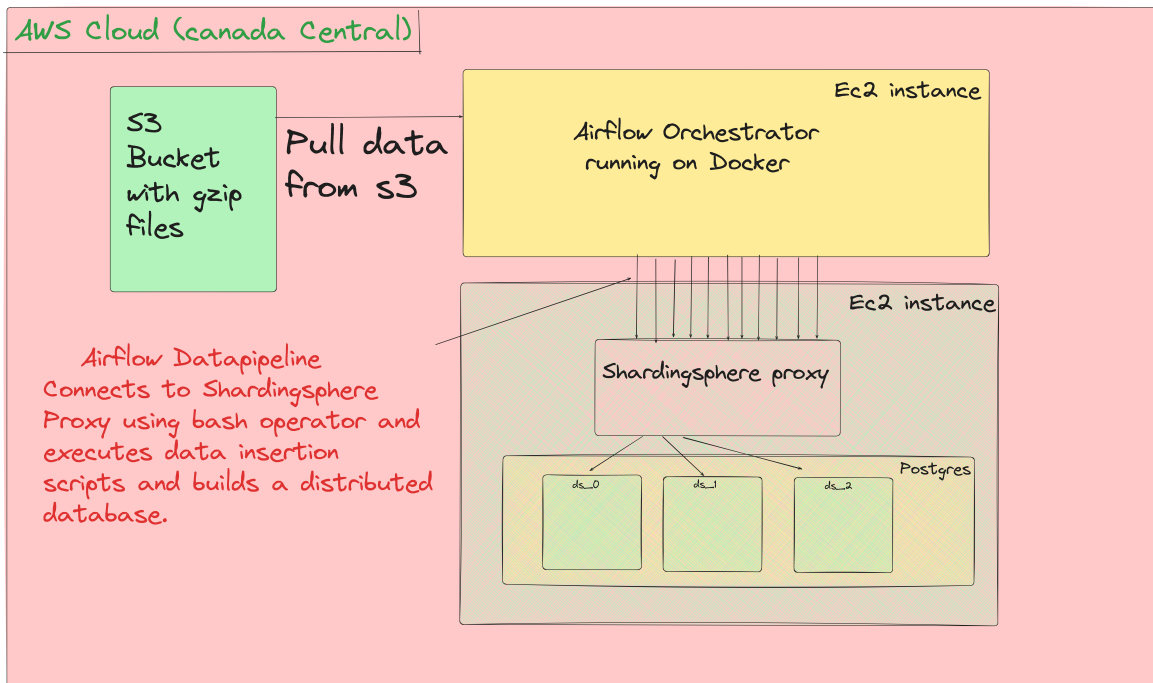 AWS Cloud (canada Central)
S3
Bucket
with gzip
files
Pull data
from s3
Ec2 instance
Airflow Orchestrator
running on Docker
Ec2 instance
Shardingsphere proxy
Postgres
ds_0
ds_1
ds_2
Airflow Datapipeline
Connects to Shardingsphere
Proxy using bash operator and
executes data insertion
scripts and builds a distributed
database.